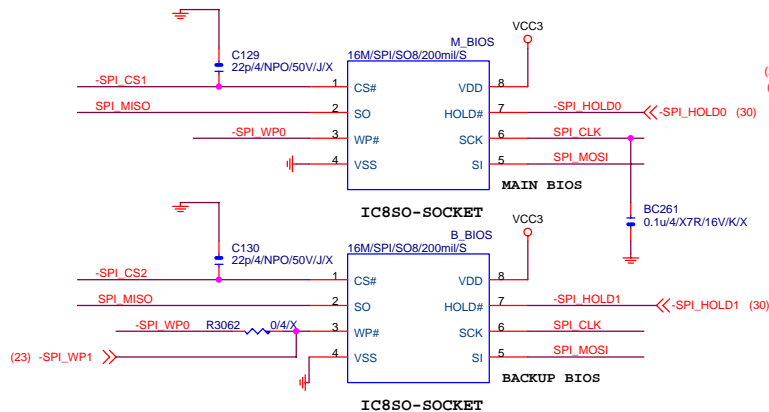 VCC3
M_BIOS
C129
22p/4/NPO/50V/J/X
16M/SPI/SO8/200mil/S
-SPI_CS1
1
CS#
VDD
8
SPI_MISO
2
SO
HOLD#
7
-SPI_HOLD0
-SPI_HOLD0 (30)
-SPI_WP0
3
WP#
SCK
6
SPI_CLK
4
VSS
SI
5
SPI_MOSI
MAIN BIOS
IC8SO-SOCKET
BC261
0.1u/4/X7R/16V/K/X
VCC3
B_BIOS
C130
22p/4/NPO/50V/J/X
16M/SPI/SO8/200mil/S
-SPI_CS2
1
CS#
VDD
8
SPI_MISO
2
SO
HOLD#
7
-SPI_HOLD1
-SPI_HOLD1 (30)
-SPI_WP0
R3062
0/4/X
3
WP#
SCK
6
SPI_CLK
(23) -SPI_WP1
4
VSS
SI
5
SPI_MOSI
BACKUP BIOS
IC8SO-SOCKET